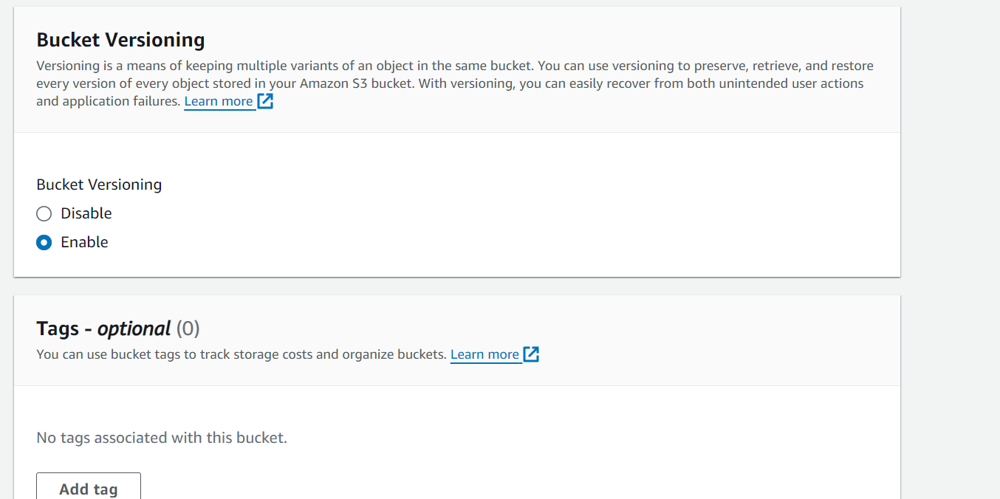 Bucket Versioning
Versioning is a means of keeping multiple variants of an object in the same bucket. You can use versioning to preserve, retrieve, and restore
every version of every object stored in your Amazon S3 bucket. With versioning, you can easily recover from both unintended user actions
and application failures. Learn more
Bucket Versioning
Disable
Enable
Tags - optional (0)
You can use bucket tags to track storage costs and organize buckets. Learn more
No tags associated with this bucket.
Add tag